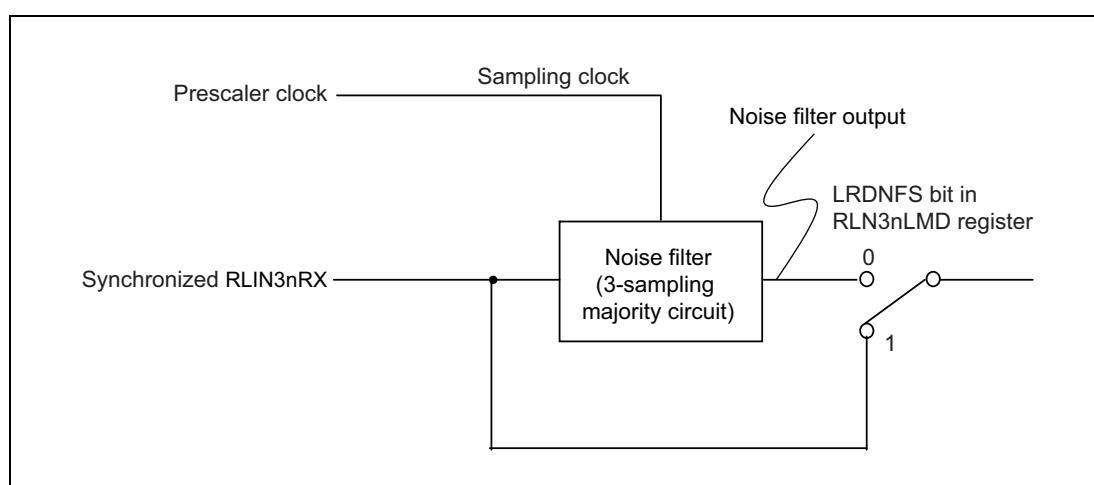 Sampling clock
Prescaler clock
Noise filter output
LRDNFS bit in
RLN3nLMD register
0
Noise filter
(3-sampling
majority circuit)
Synchronized RLIN3nRX
1